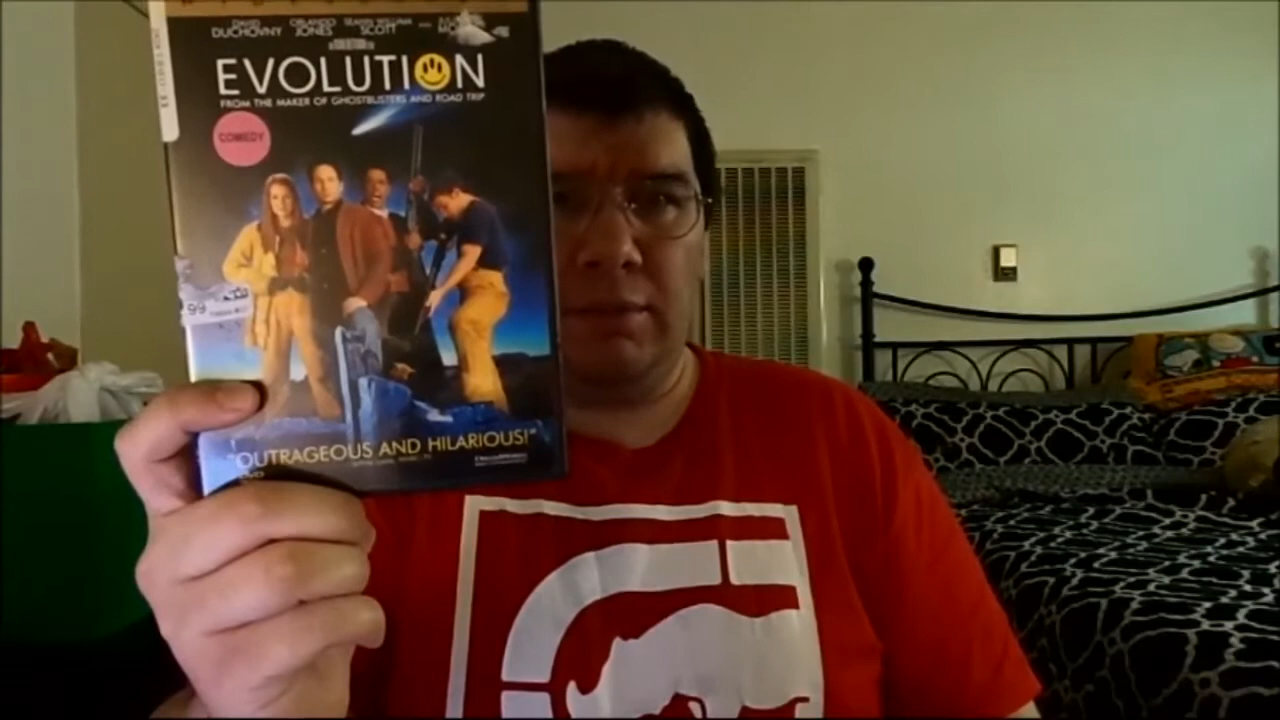 DAVID ORLANDO SEANN WILLIAM
DUCHOVNY JONES SCOTT
EVOLUTION
FROM THE MAKER OF GHOSTBUSTERS AND ROAD TRIP
COMEDY
99
"OUTRAGEOUS AND HILARIOUS!"